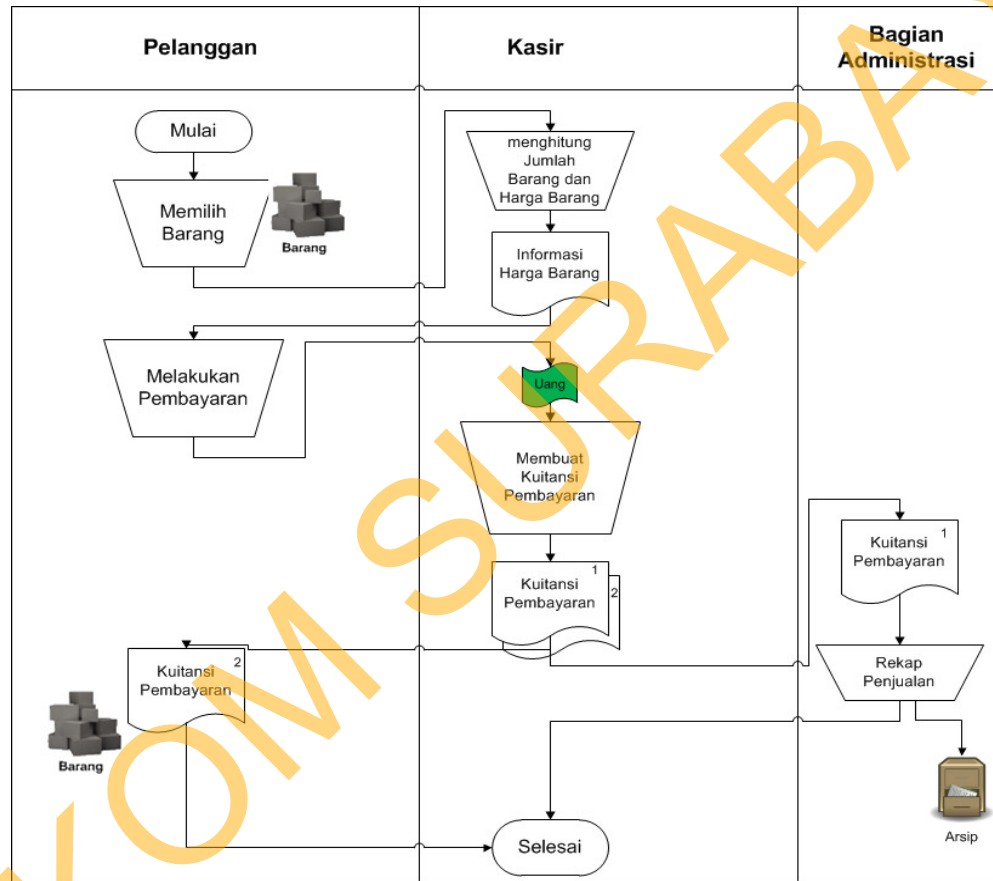 Pelanggan
Kasir
Bagian
Administrasi
Mulai
Memilih
Barang
Barang
menghitung
Jumlah
Barang dan
Harga Barang
Informasi
Harga Barang
Melakukan
Pembayaran
Uang
Membuat
Kuitansi
Pembayaran
Kuitansi
Pembayaran
1
2
Kuitansi
Pembayaran
1
Rekap
Penjualan
Kuitansi
Pembayaran
2
Barang
Arsip
Selesai
KOM SURABA